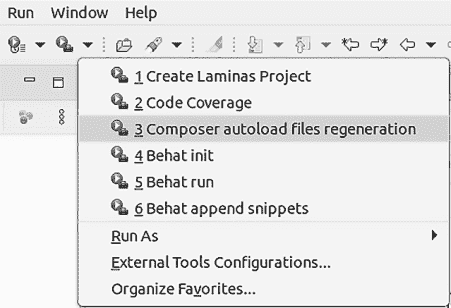 Run Window Help
1 Create Laminas Project
2 Code Coverage
3 Composer autoload files regeneration
4 Behat init
5 Behat run
6 Behat append snippets
Run As
External Tools Configurations...
Organize Favorites...